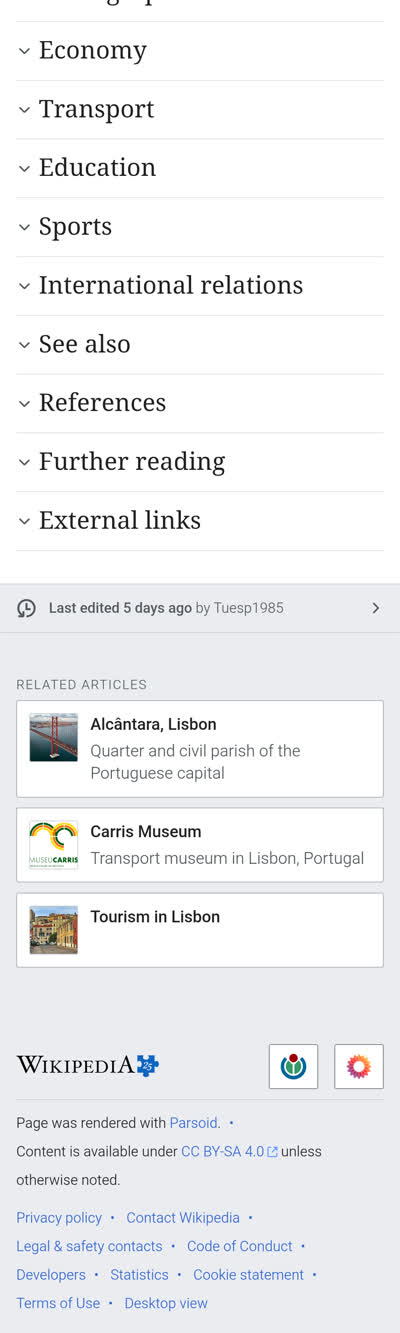 Economy
Transport
Education
Sports
International relations
See also
References
Further reading
External links
Last edited 5 days ago by Tuesp1985
RELATED ARTICLES
Alcântara, Lisbon
Quarter and civil parish of the
Portuguese capital
MUSEUCARRIS
Carris Museum
Transport museum in Lisbon, Portugal
Tourism in Lisbon
WIKIPEDIA 25
Page was rendered with Parsoid. •
Content is available under CC BY-SA 4.0 unless
otherwise noted.
Privacy policy • Contact Wikipedia •
Legal & safety contacts • Code of Conduct •
Developers • Statistics • Cookie statement •
Terms of Use • Desktop view